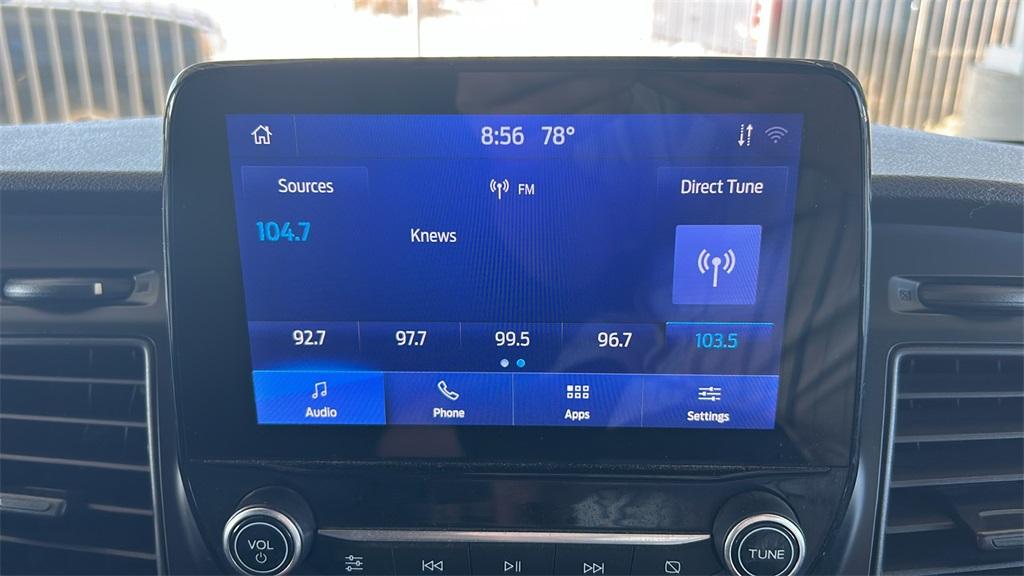 8:56 78°
Sources FM Direct Tune
104.7 Knews
92.7 97.7 99.5 96.7 103.5
Audio Phone Apps Settings
VOL TUNE